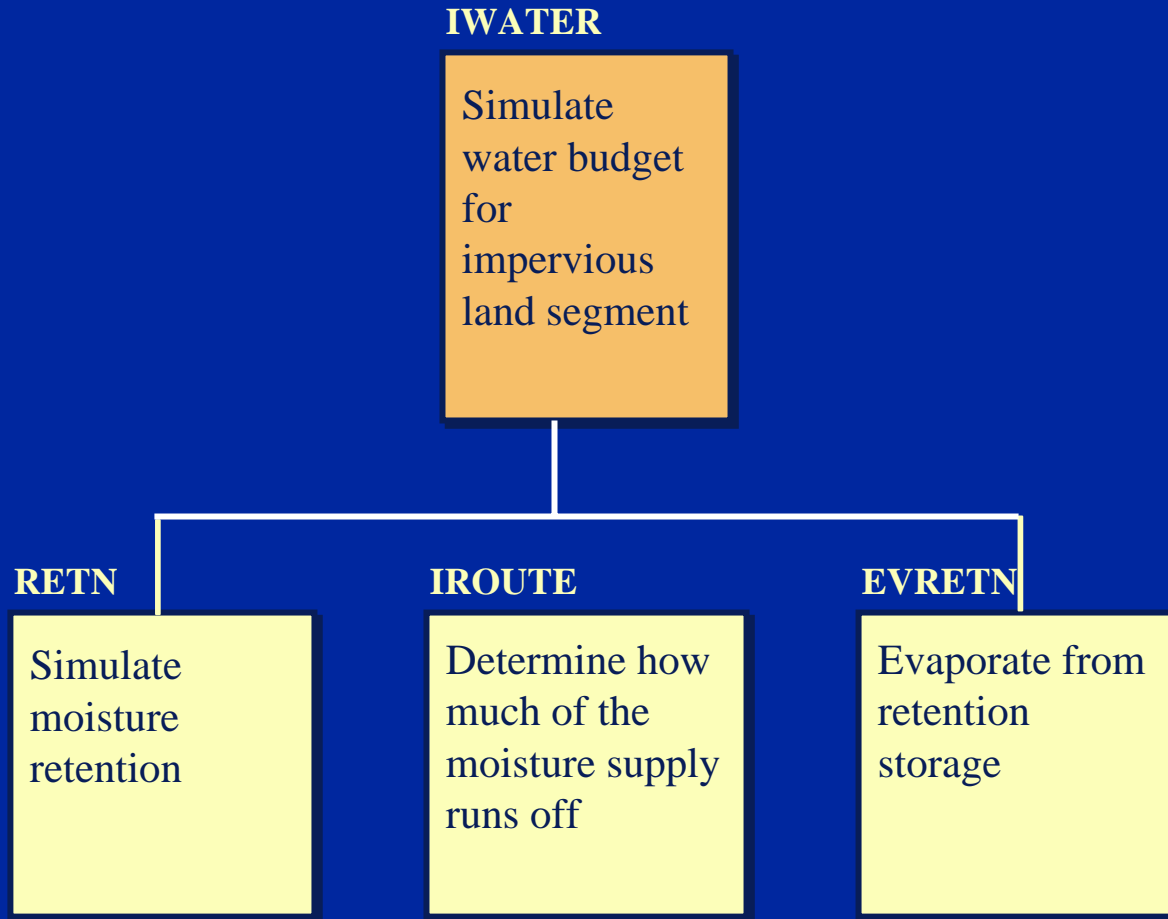 IWATER
Simulate
water budget
for
impervious
land segment
RETN
Simulate
moisture
retention
IROUTE
Determine how
much of the
moisture supply
runs off
EVRETN
Evaporate from
retention
storage